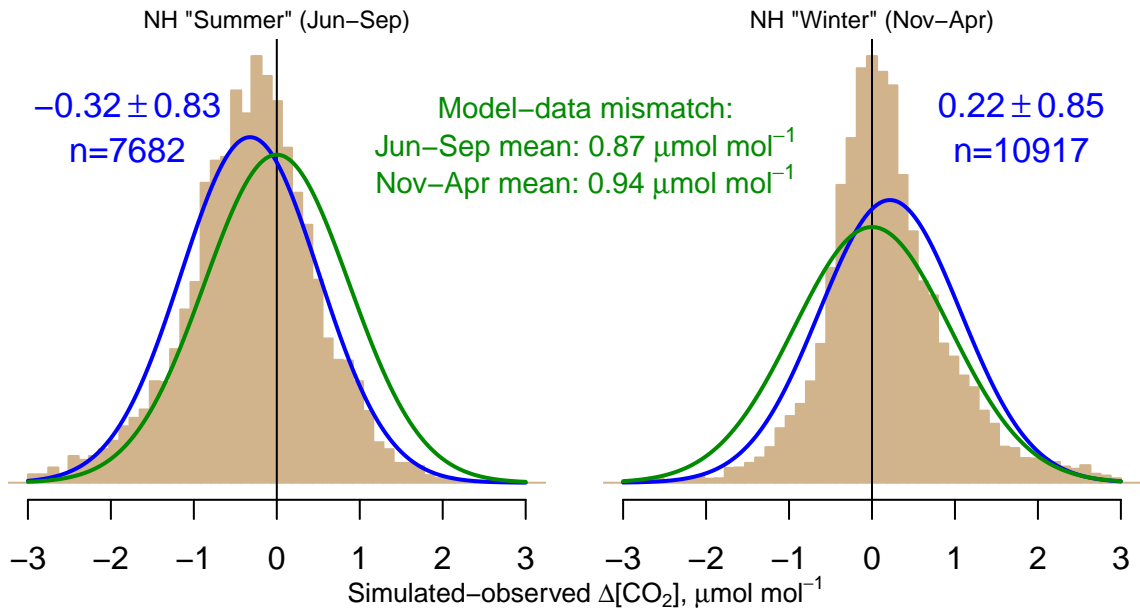 NH "Summer" (Jun−Sep)
NH "Winter" (Nov−Apr)
−0.32 ± 0.83
n=7682
Model−data mismatch:
Jun−Sep mean: 0.87 μmol mol⁻¹
Nov−Apr mean: 0.94 μmol mol⁻¹
0.22 ± 0.85
n=10917
−3 −2 −1 0 1 2 3
−3 −2 −1 0 1 2 3
Simulated−observed Δ[CO₂], μmol mol⁻¹